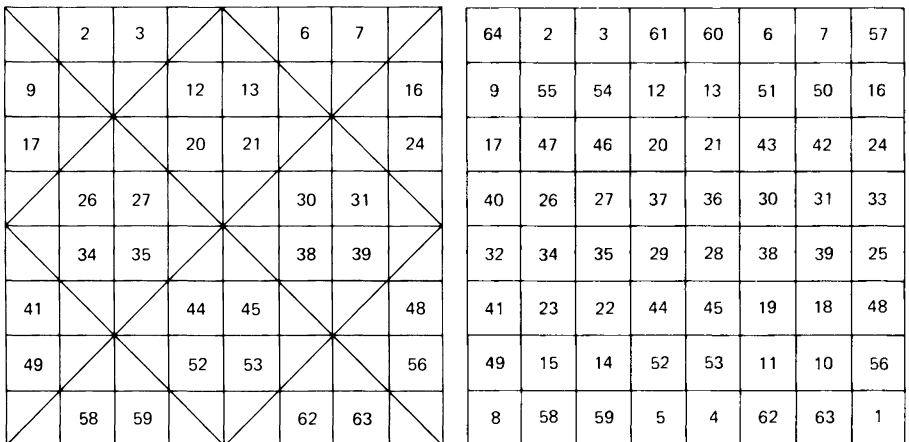 2 3 6 7
9 12 13 16
17 20 21 24
26 27 30 31
34 35 38 39
41 44 45 48
49 52 53 56
58 59 62 63
64 2 3 61 60 6 7 57
9 55 54 12 13 51 50 16
17 47 46 20 21 43 42 24
40 26 27 37 36 30 31 33
32 34 35 29 28 38 39 25
41 23 22 44 45 19 18 48
49 15 14 52 53 11 10 56
8 58 59 5 4 62 63 1